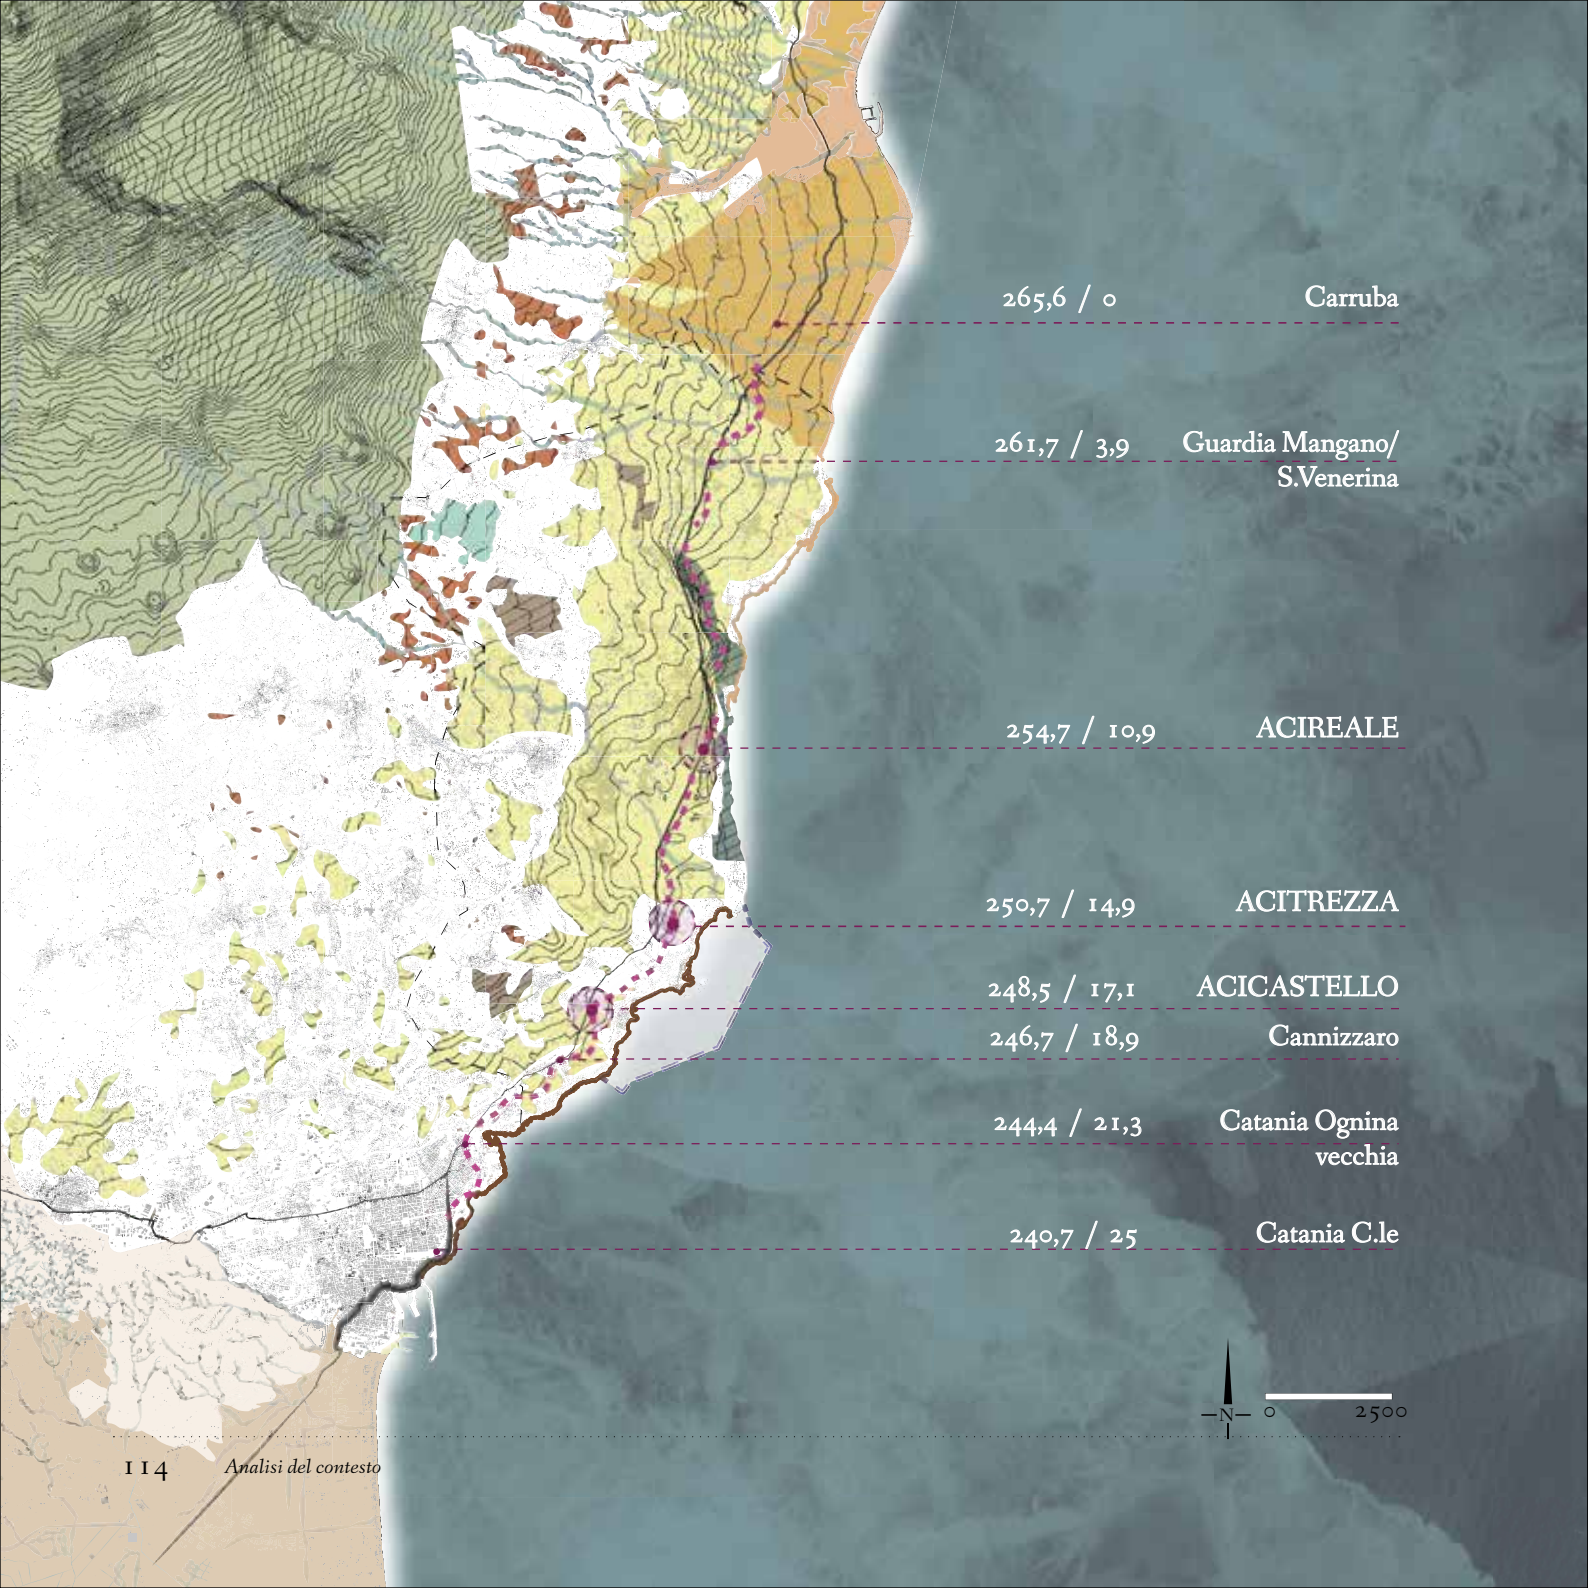 265,6 / 0 Carruba
261,7 / 3,9 Guardia Mangano/
S.Venerina
254,7 / 10,9 ACIREALE
250,7 / 14,9 ACITREZZA
248,5 / 17,1 ACICASTELLO
246,7 / 18,9 Cannizzaro
244,4 / 21,3 Catania Ognina
vecchia
240,7 / 25 Catania C.le
N 0 2500
114 Analisi del contesto